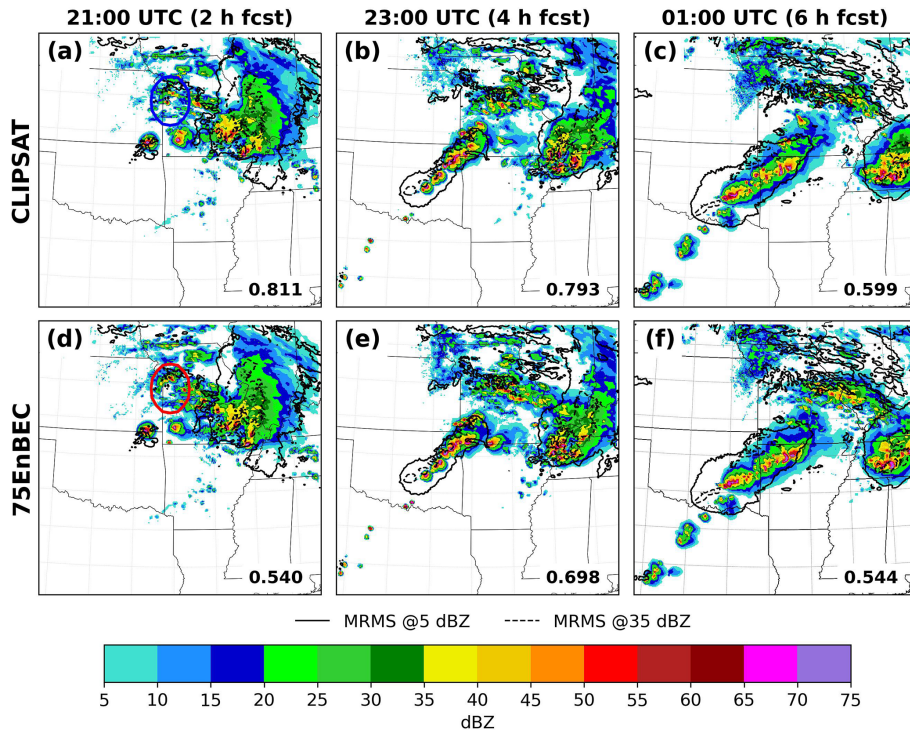 21:00 UTC (2 h fcst) 23:00 UTC (4 h fcst) 01:00 UTC (6 h fcst)
CLIPSAT
(a) (b) (c)
0.811 0.793 0.599
75EnBEC
(d) (e) (f)
0.540 0.698 0.544
MRMS @5 dBZ MRMS @35 dBZ
5 10 15 20 25 30 35 40 45 50 55 60 65 70 75
dBZ